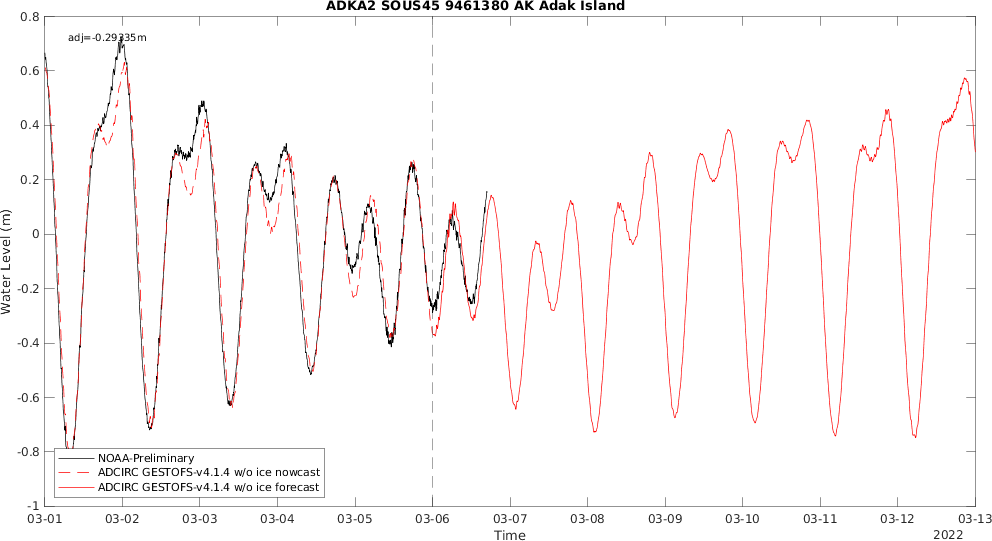 ADKA2 SOUS45 9461380 AK Adak Island
adj=-0.29335m
0.8
0.6
0.4
0.2
0
-0.2
-0.4
-0.6
-0.8
-1
Water Level (m)
NOAA-Preliminary
ADCIRC GESTOFS-v4.1.4 w/o ice nowcast
ADCIRC GESTOFS-v4.1.4 w/o ice forecast
03-01 03-02 03-03 03-04 03-05 03-06 03-07 03-08 03-09 03-10 03-11 03-12 03-13
Time
2022